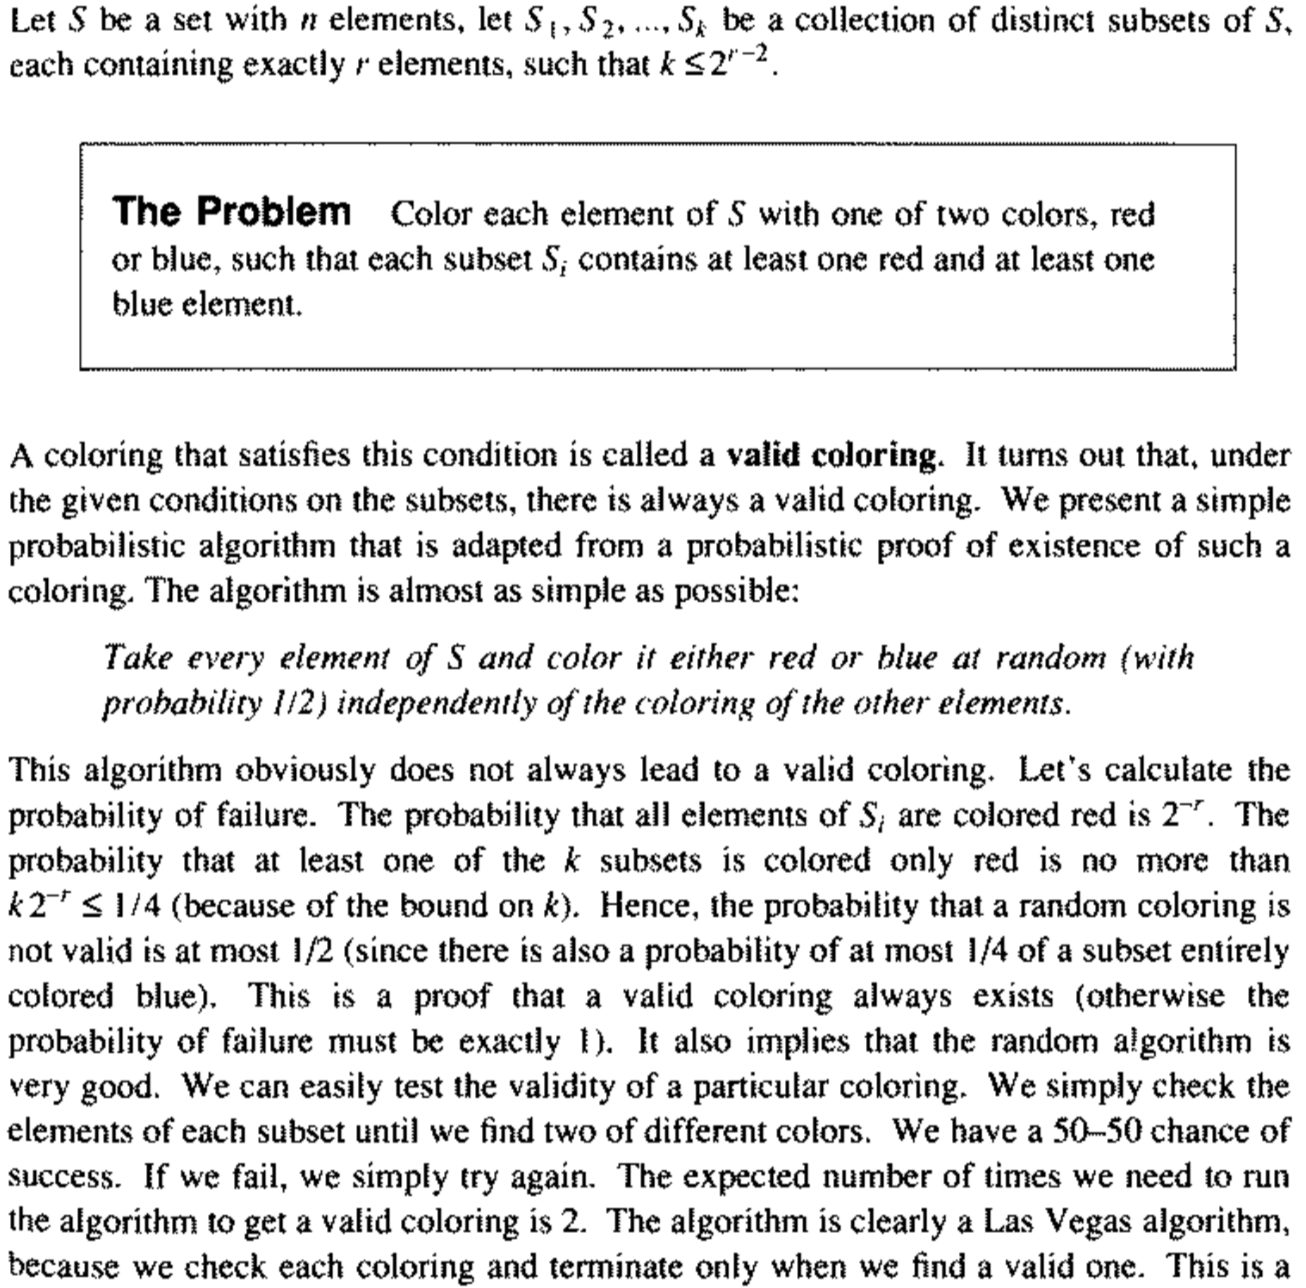 Let S be a set with n elements, let S₁, S₂, ..., Sₖ be a collection of distinct subsets of S,
each containing exactly r elements, such that k ≤ 2ʳ⁻².
The Problem Color each element of S with one of two colors, red
or blue, such that each subset Sᵢ contains at least one red and at least one
blue element.
A coloring that satisfies this condition is called a valid coloring. It turns out that, under
the given conditions on the subsets, there is always a valid coloring. We present a simple
probabilistic algorithm that is adapted from a probabilistic proof of existence of such a
coloring. The algorithm is almost as simple as possible:
Take every element of S and color it either red or blue at random (with
probability 1/2) independently of the coloring of the other elements.
This algorithm obviously does not always lead to a valid coloring. Let's calculate the
probability of failure. The probability that all elements of Sᵢ are colored red is 2⁻ʳ. The
probability that at least one of the k subsets is colored only red is no more than
k2⁻ʳ ≤ 1/4 (because of the bound on k). Hence, the probability that a random coloring is
not valid is at most 1/2 (since there is also a probability of at most 1/4 of a subset entirely
colored blue). This is a proof that a valid coloring always exists (otherwise the
probability of failure must be exactly 1). It also implies that the random algorithm is
very good. We can easily test the validity of a particular coloring. We simply check the
elements of each subset until we find two of different colors. We have a 50–50 chance of
success. If we fail, we simply try again. The expected number of times we need to run
the algorithm to get a valid coloring is 2. The algorithm is clearly a Las Vegas algorithm,
because we check each coloring and terminate only when we find a valid one. This is a